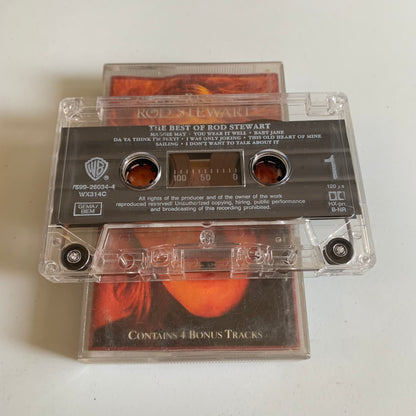 ROD STEWART
THE BEST OF ROD STEWART
MAGGIE MAY · YOU WEAR IT WELL · BABY JANE
DA YA THINK I'M SEXY? · I WAS ONLY JOKING · THIS OLD HEART OF MINE
SAILING · I DON'T WANT TO TALK ABOUT IT
7599-26034-4
WX314C
100 50 0
1
120 µs
GEMA/
BIEM
All rights of the producer and of the owner of the work
reproduced reserved! Unauthorized copying, hiring, public performance
and broadcasting of this recording prohibited.
HX-pro
B-NR
CONTAINS 4 BONUS TRACKS